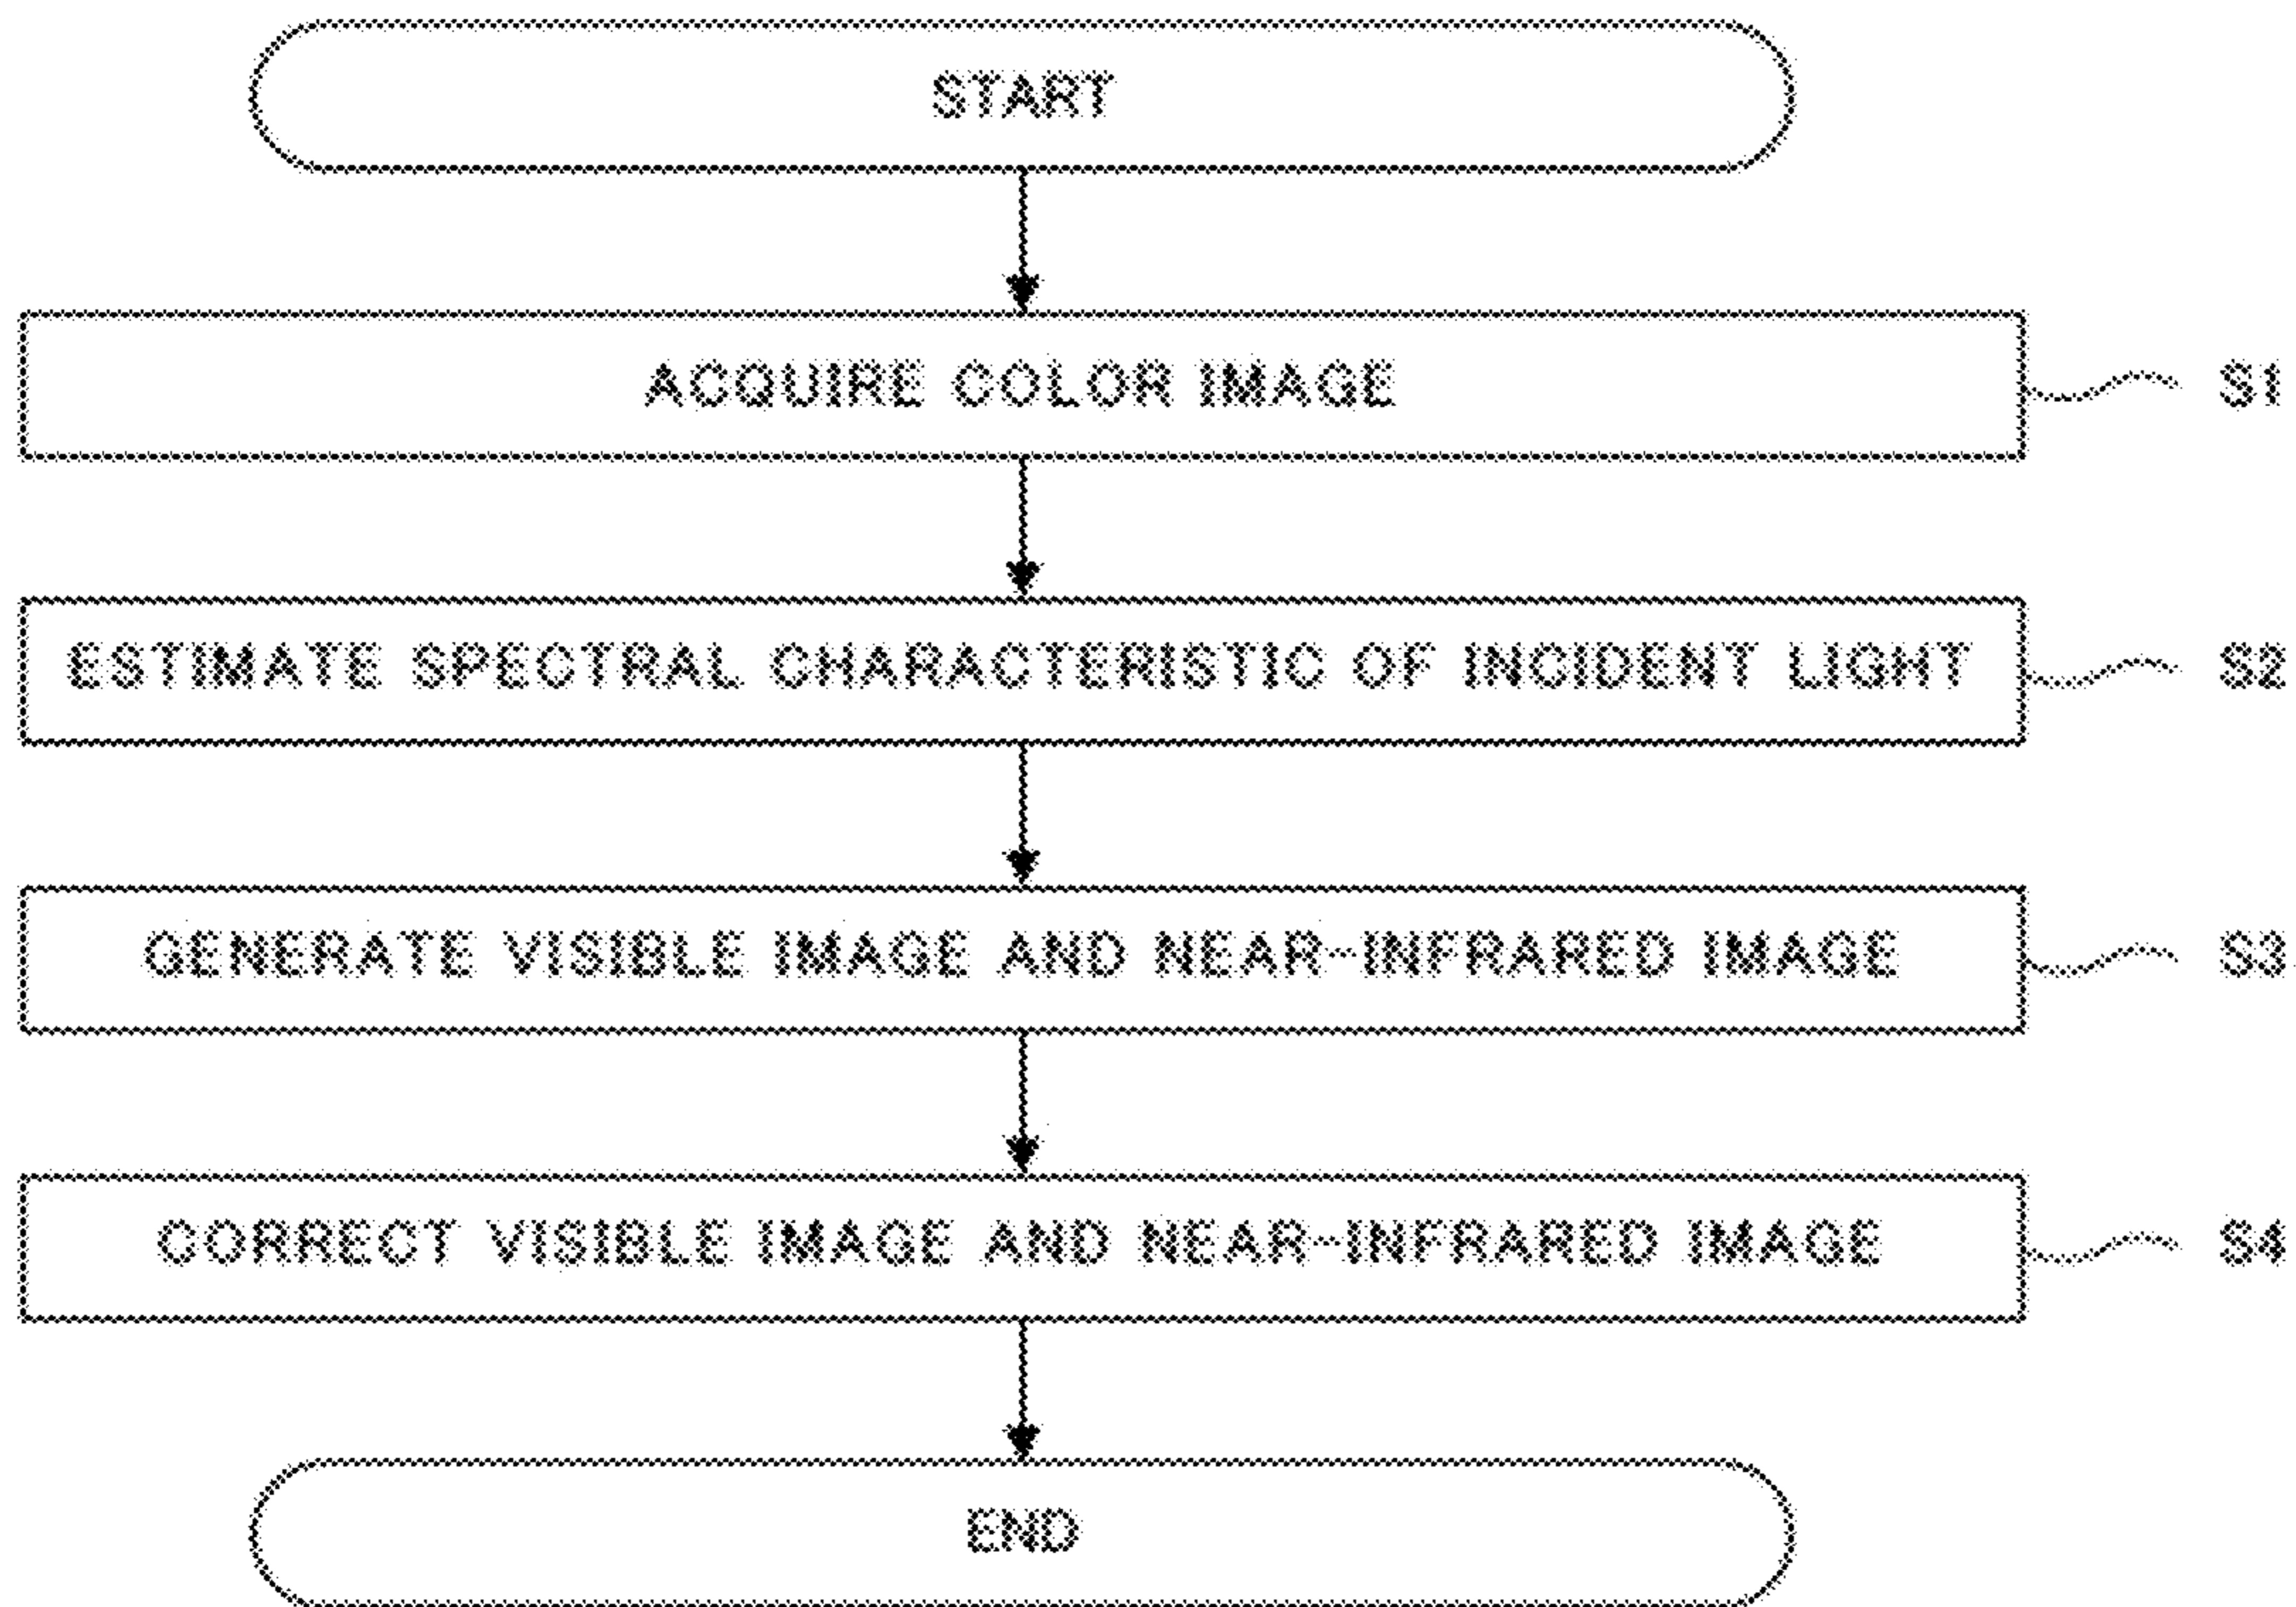 START
ACQUIRE COLOR IMAGE S1
ESTIMATE SPECTRAL CHARACTERISTIC OF INCIDENT LIGHT S2
GENERATE VISIBLE IMAGE AND NEAR-INFRARED IMAGE S3
CORRECT VISIBLE IMAGE AND NEAR-INFRARED IMAGE S4
END